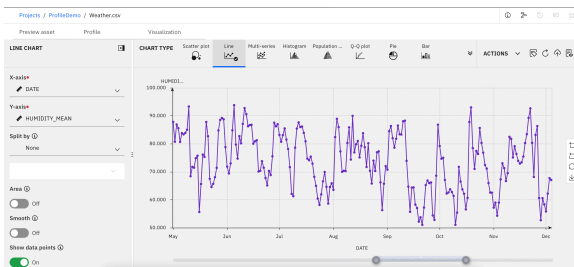 Projects / ProfileDemo / Weather.csv
Preview asset Profile Visualization
LINE CHART
CHART TYPE Scatter plot Line Multi-series Histogram Population ... Q-Q plot Pie Bar ACTIONS
X-axis*
DATE
Y-axis*
HUMIDITY_MEAN
Split by
None
Area
Off
Smooth
Off
Show data points
On
HUMIDI...
100.000
90.000
80.000
70.000
60.000
50.000
May Jun Jul Aug Sep Oct Nov Dec
DATE